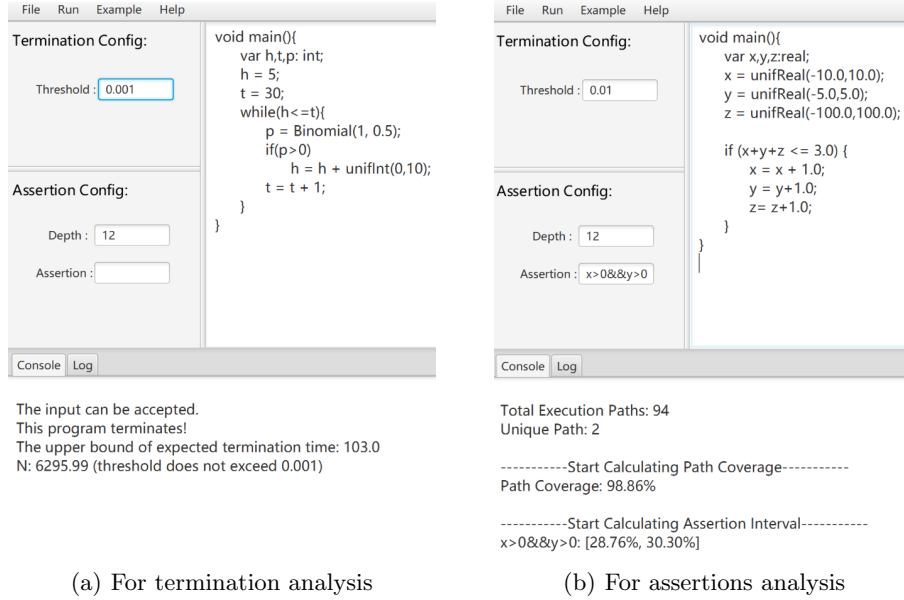 File Run Example Help
Termination Config:
Threshold : 0.001
Assertion Config:
Depth : 12
Assertion :
void main(){
var h,t,p: int;
h = 5;
t = 30;
while(h<=t){
p = Binomial(1, 0.5);
if(p>0)
h = h + unifInt(0,10);
t = t + 1;
}
}
Console Log
The input can be accepted.
This program terminates!
The upper bound of expected termination time: 103.0
N: 6295.99 (threshold does not exceed 0.001)
(a) For termination analysis
File Run Example Help
Termination Config:
Threshold : 0.01
Assertion Config:
Depth : 12
Assertion : x>0&&y>0
void main(){
var x,y,z:real;
x = unifReal(-10.0,10.0);
y = unifReal(-5.0,5.0);
z = unifReal(-100.0,100.0);
if (x+y+z <= 3.0) {
x = x + 1.0;
y = y+1.0;
z= z+1.0;
}
}
Console Log
Total Execution Paths: 94
Unique Path: 2
-----------Start Calculating Path Coverage-----------
Path Coverage: 98.86%
-----------Start Calculating Assertion Interval-----------
x>0&&y>0: [28.76%, 30.30%]
(b) For assertions analysis